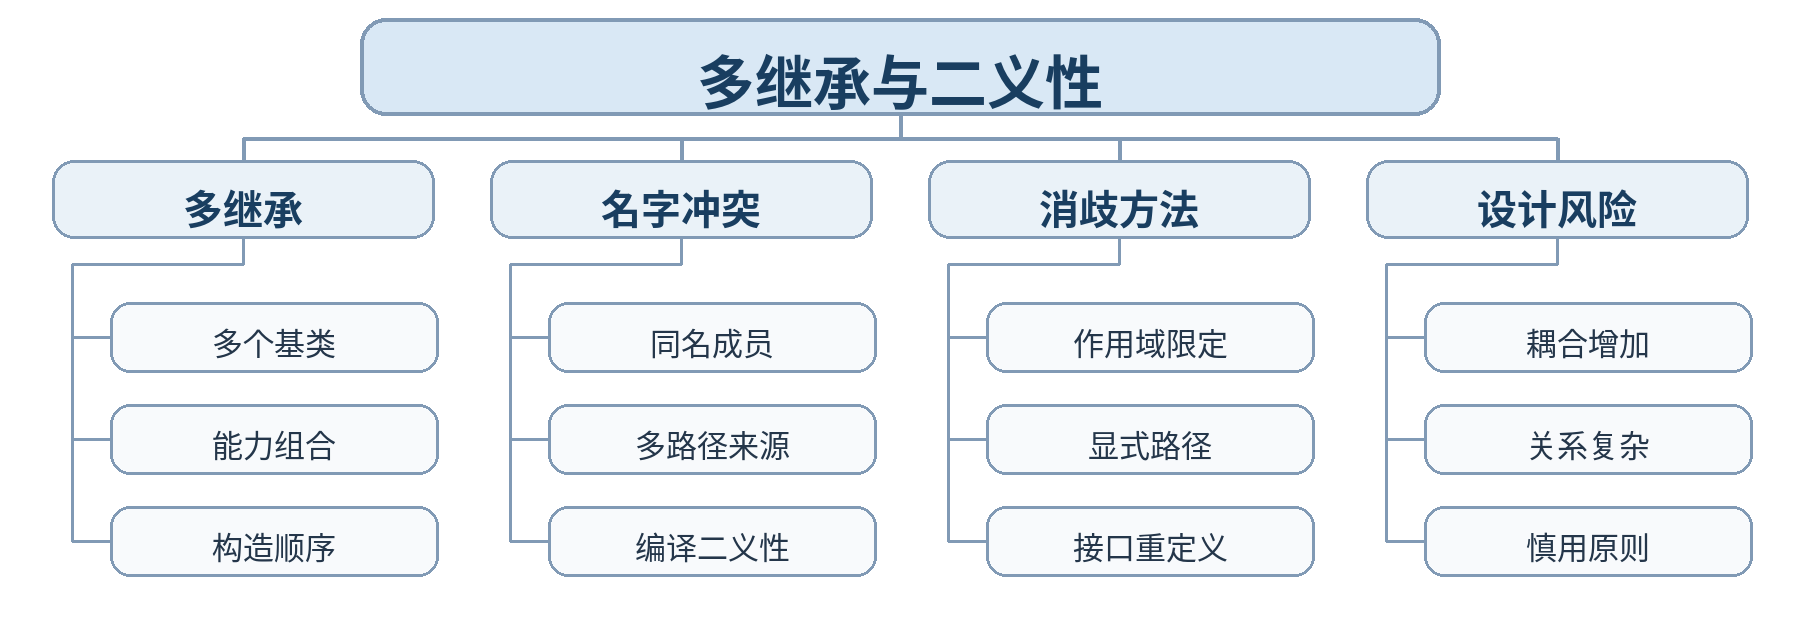 多继承与二义性
多继承
名字冲突
消歧方法
设计风险
多个基类
同名成员
作用域限定
耦合增加
能力组合
多路径来源
显式路径
关系复杂
构造顺序
编译二义性
接口重定义
慎用原则